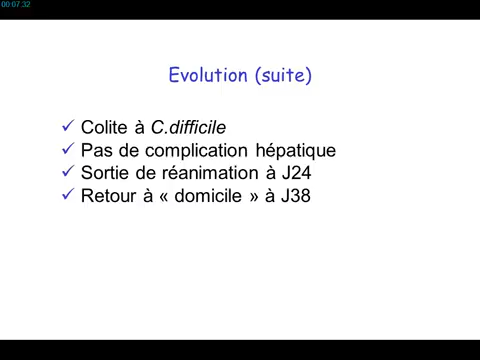 00:07.32
Evolution (suite)
✓ Colite à C.difficile
✓ Pas de complication hépatique
✓ Sortie de réanimation à J24
✓ Retour à « domicile » à J38